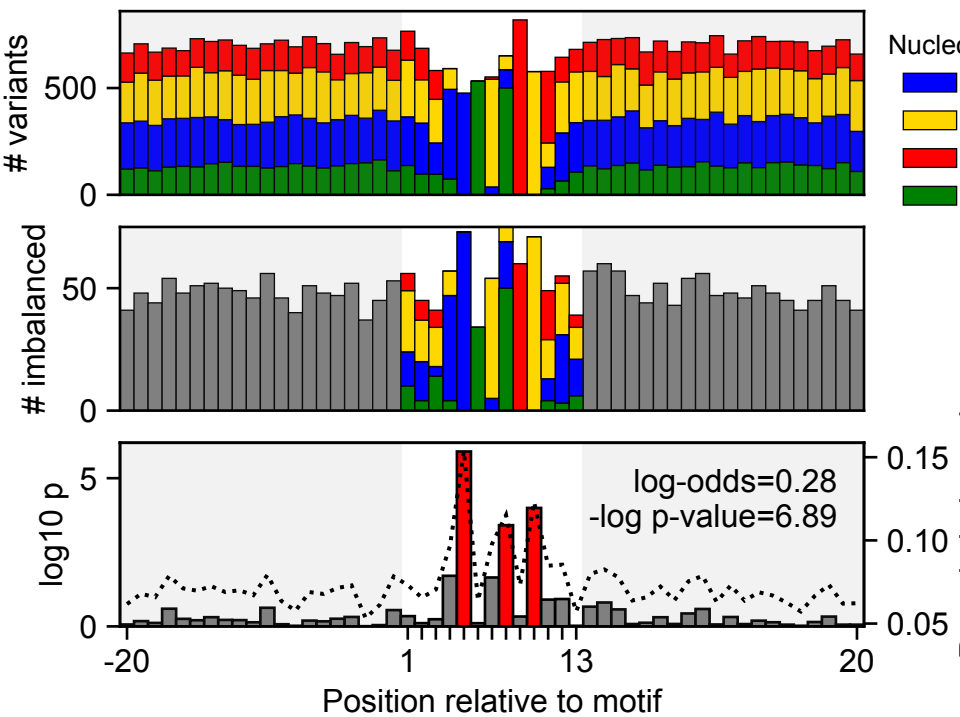 # variants
500
0
Nucleo
# imbalanced
50
0
log10 p
5
0
log-odds=0.28
-log p-value=6.89
0.15
0.10
0.05
-20
1
13
20
Position relative to motif